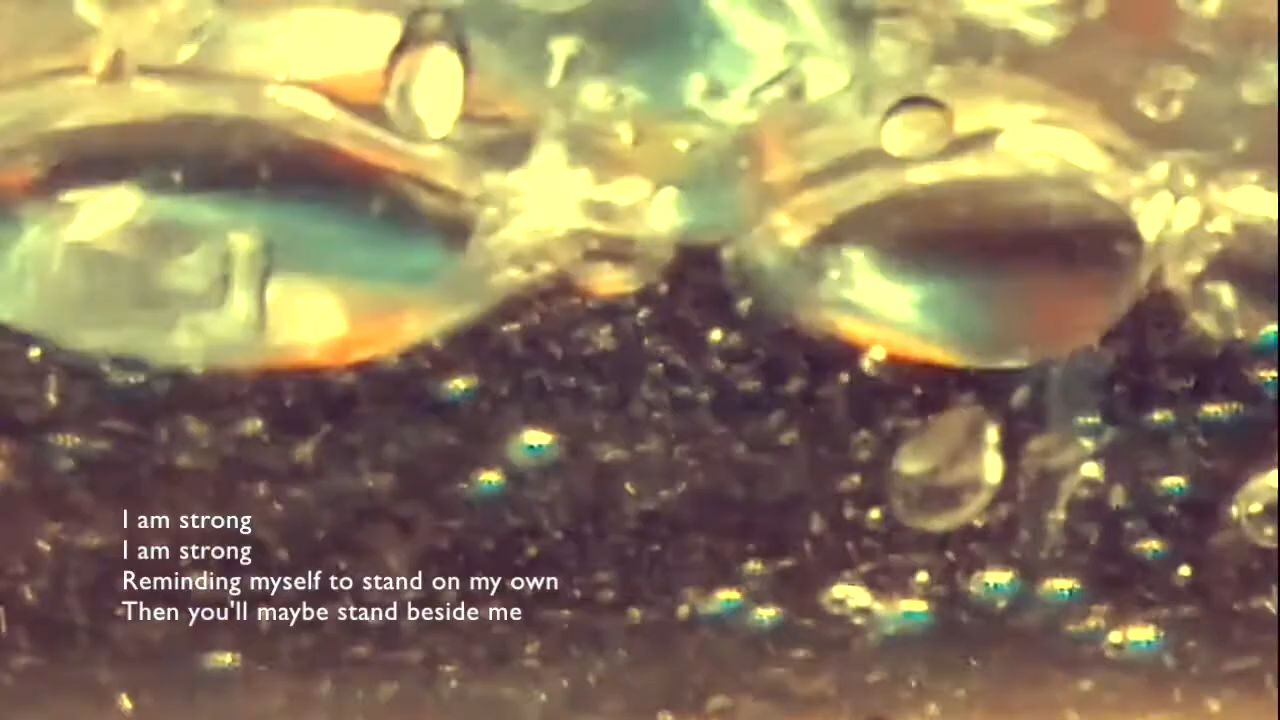 I am strong
I am strong
Reminding myself to stand on my own
Then you'll maybe stand beside me